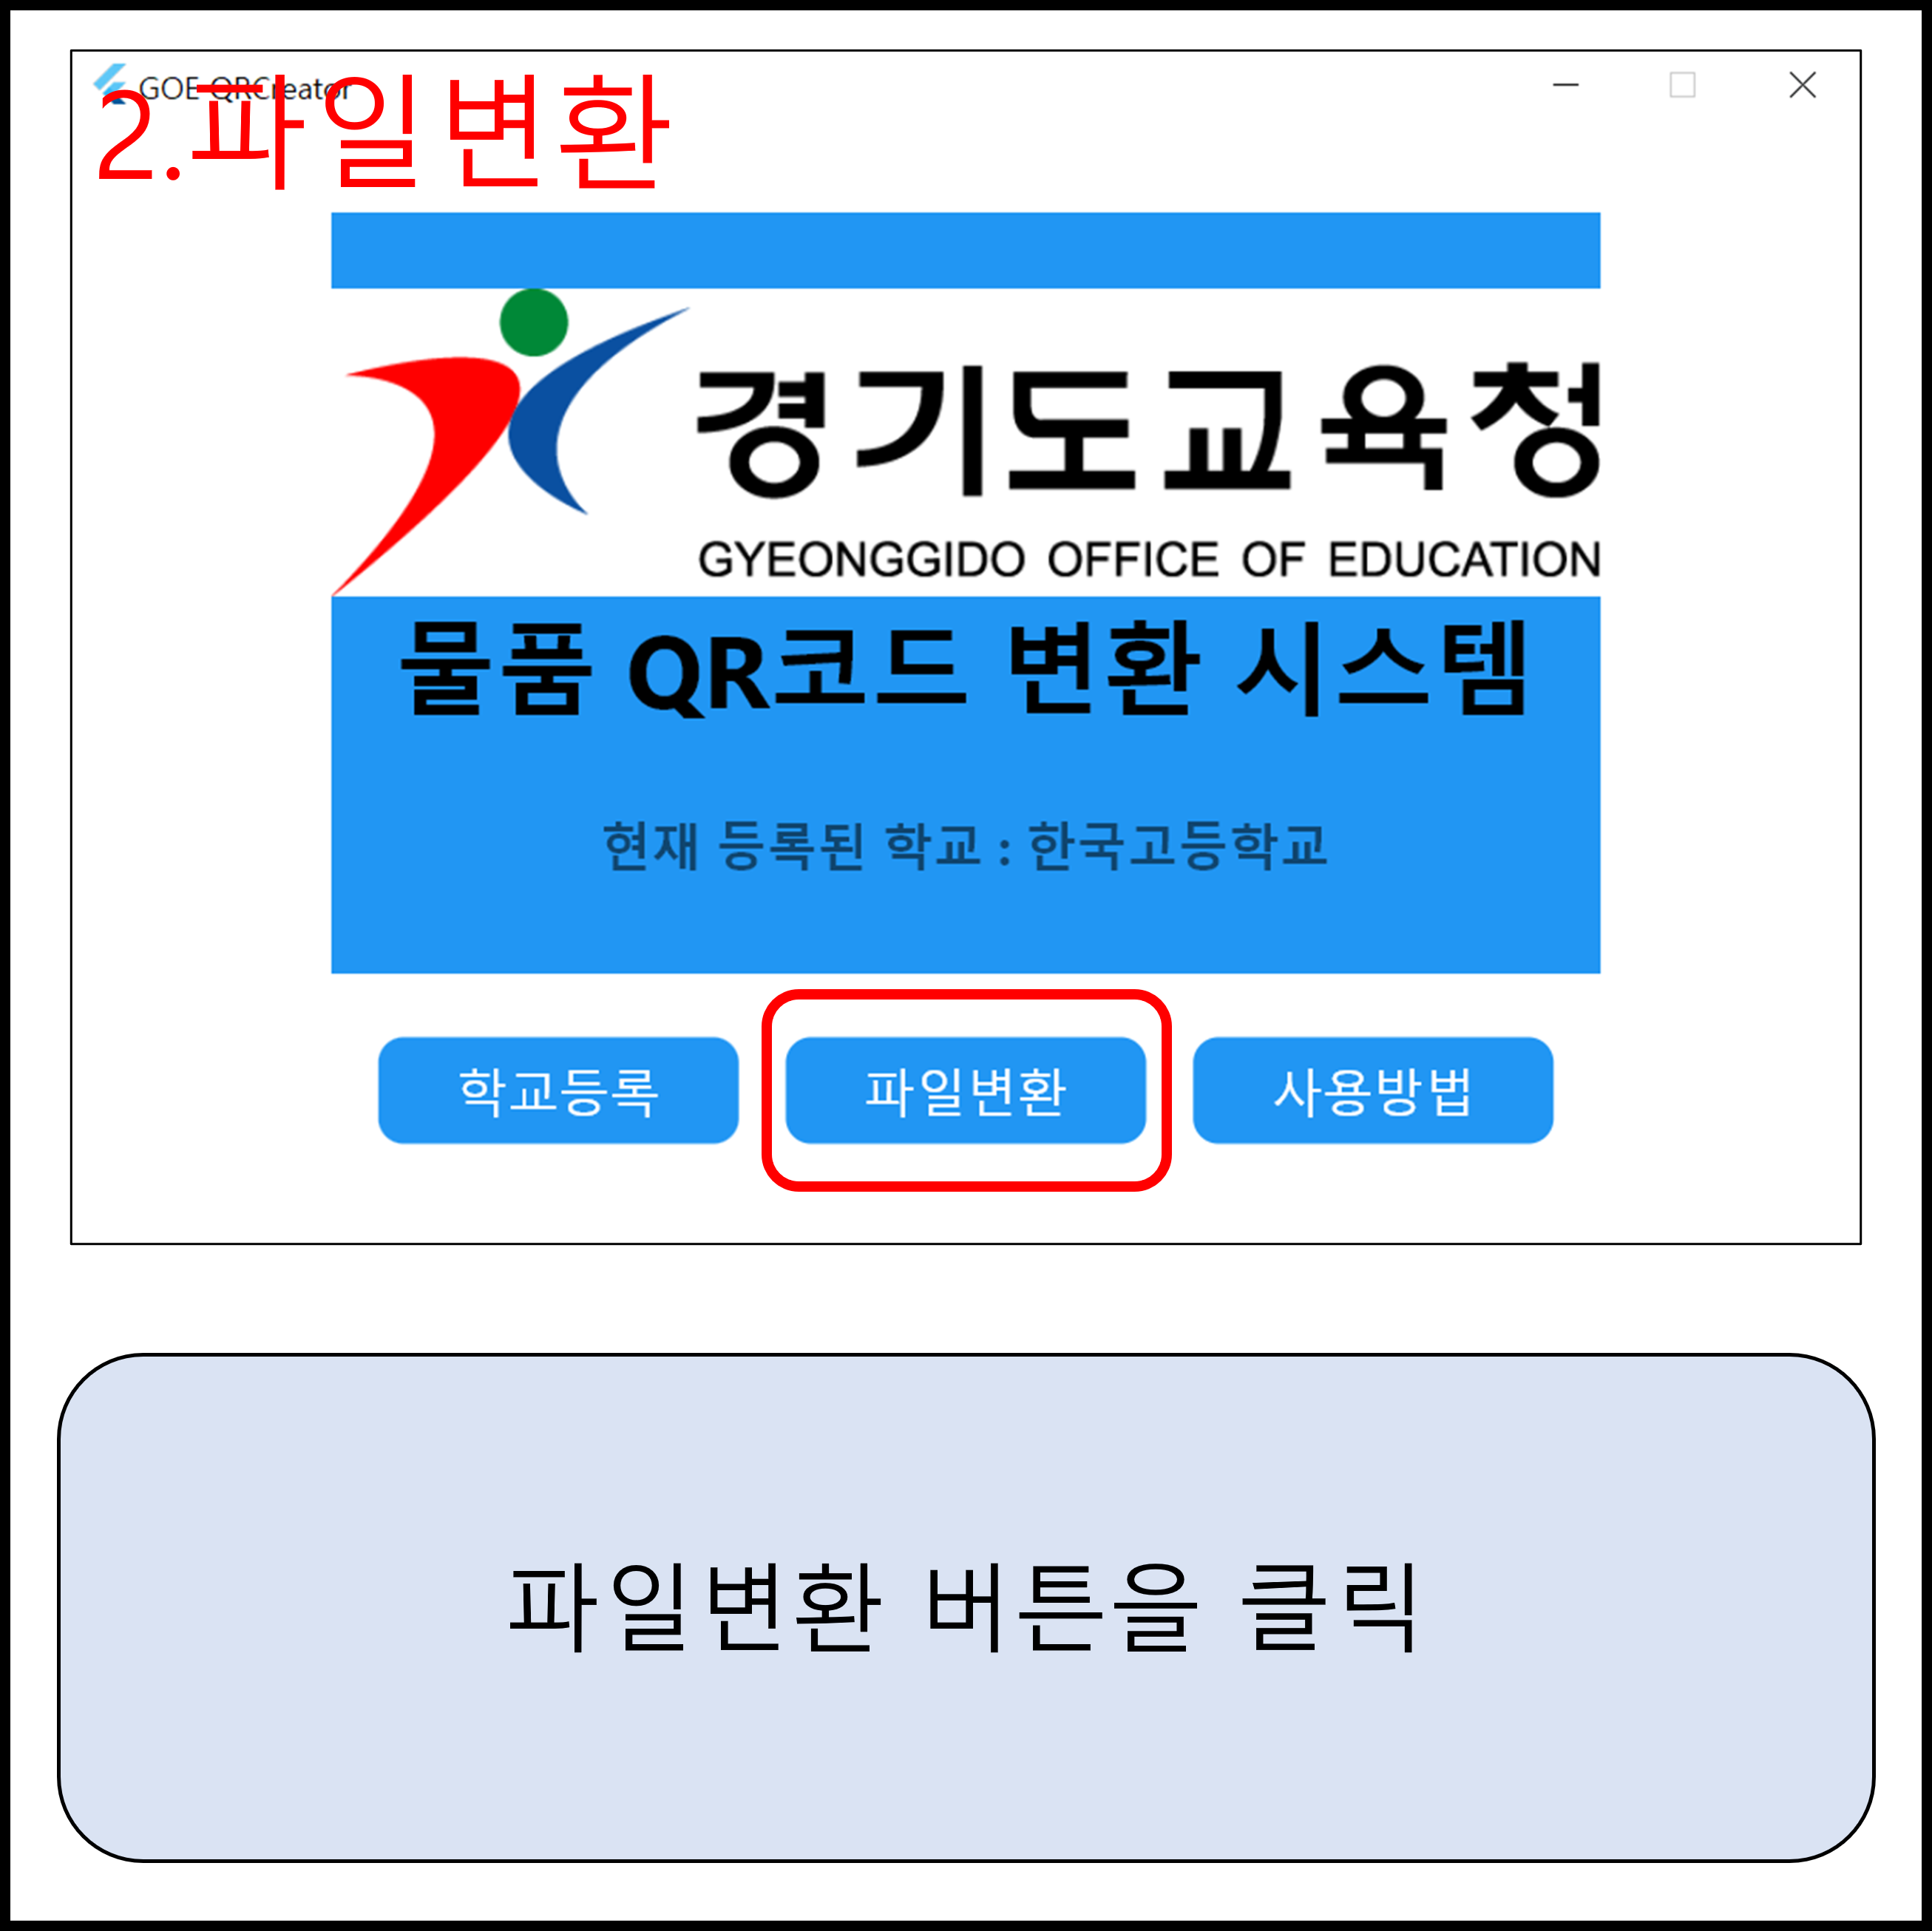 GOE QRCreator
2.파일변환
경기도교육청
GYEONGGIDO OFFICE OF EDUCATION
물품 QR코드 변환 시스템
현재 등록된 학교 : 한국고등학교
학교등록 파일변환 사용방법
파일변환 버튼을 클릭